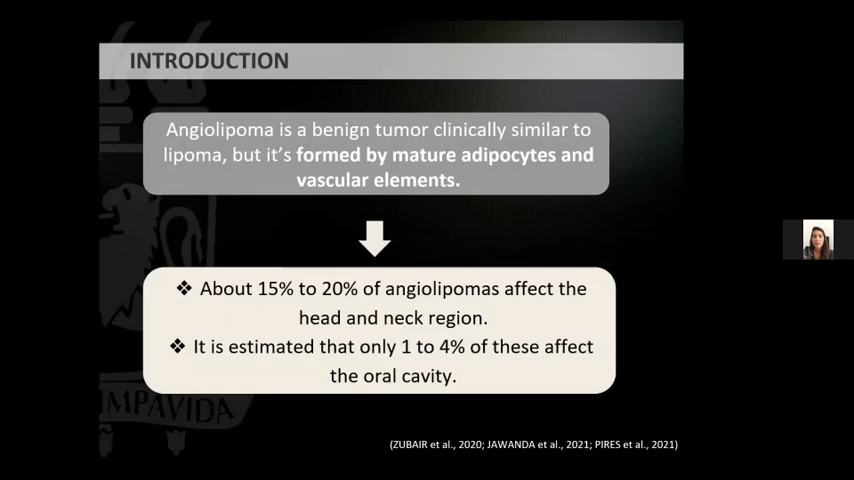 INTRODUCTION
Angiolipoma is a benign tumor clinically similar to
lipoma, but it's formed by mature adipocytes and
vascular elements.
❖ About 15% to 20% of angiolipomas affect the
head and neck region.
❖ It is estimated that only 1 to 4% of these affect
the oral cavity.
IMPAVIDA
(ZUBAIR et al., 2020; JAWANDA et al., 2021; PIRES et al., 2021)